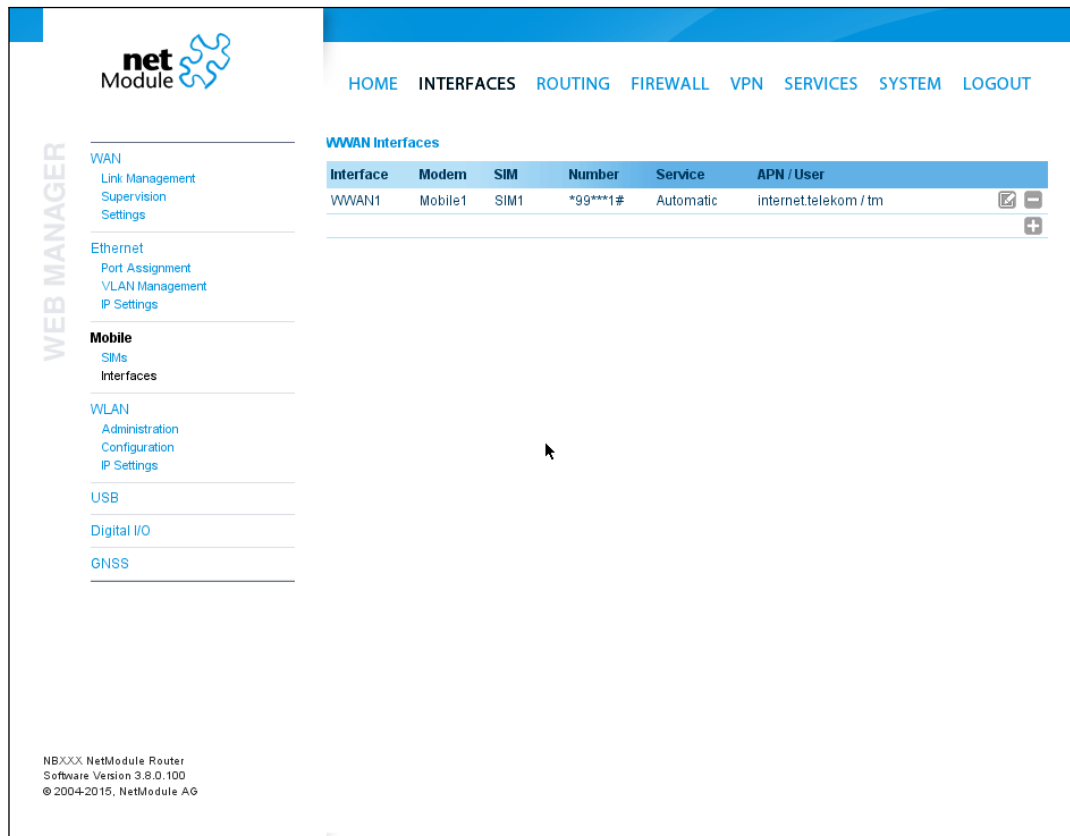 net
Module
HOME INTERFACES ROUTING FIREWALL VPN SERVICES SYSTEM LOGOUT
WEB MANAGER
WAN
Link Management
Supervision
Settings
Ethernet
Port Assignment
VLAN Management
IP Settings
Mobile
SIMs
Interfaces
WLAN
Administration
Configuration
IP Settings
USB
Digital I/O
GNSS
WWAN Interfaces
Interface Modem SIM Number Service APN / User
WWAN1 Mobile1 SIM1 *99***1# Automatic internet.telekom / tm
NBXXX NetModule Router
Software Version 3.8.0.100
© 2004-2015, NetModule AG